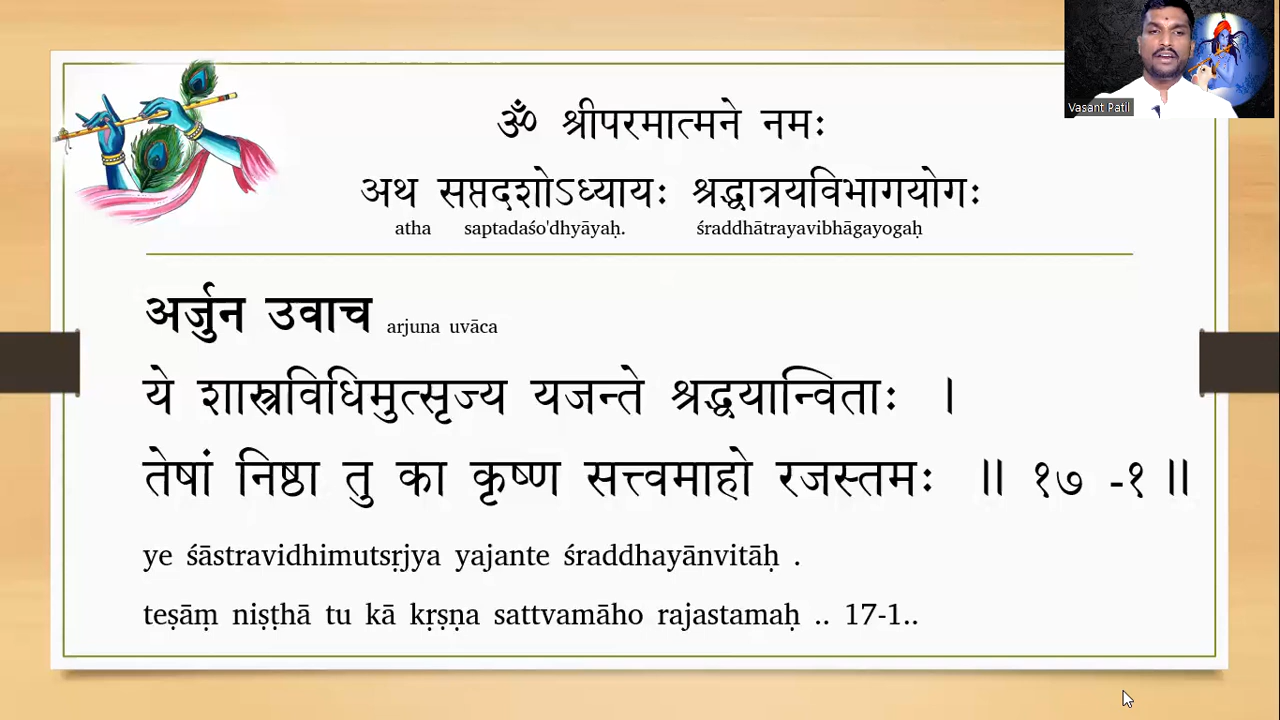 Vasant Patil
ॐ श्रीपरमात्मने नमः
अथ सप्तदशोऽध्यायः श्रद्धात्रयविभागयोगः
atha saptadaśo'dhyāyaḥ. śraddhātrayavibhāgayogaḥ
अर्जुन उवाच arjuna uvāca
ये शास्त्रविधिमुत्सृज्य यजन्ते श्रद्धयान्विताः ।
तेषां निष्ठा तु का कृष्ण सत्त्वमाहो रजस्तमः ॥ १७ -१ ॥
ye śāstravidhimutsṛjya yajante śraddhayānvitāḥ .
teṣāṃ niṣṭhā tu kā kṛṣṇa sattvamāho rajastamaḥ .. 17-1..